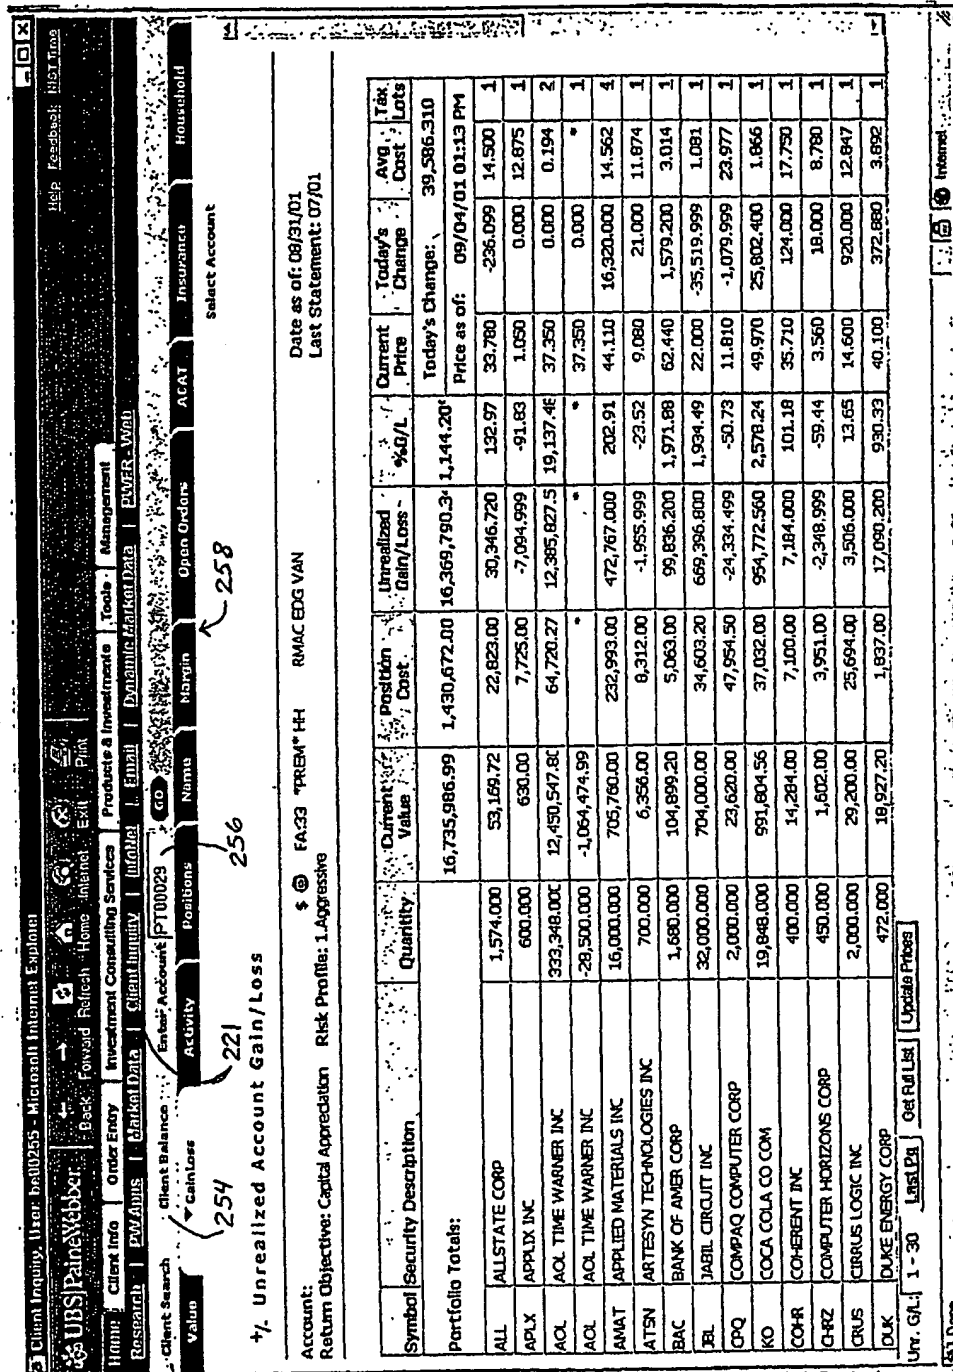 Client Inquiry, User: ba00255 - Microsoft Internet Explorer
UBS PaineWebber
Back Forward Refresh Home Internet Exit Print
Help Feedback
Home Client Info Order Entry Investment Consulting Services Products & Investments Tools Management
Research | PW Apps | Market Data | Client Inquiry | InfoNet | Email | Dynamic Market Data | PIVER - Web
Client Search Client Balance Enter Account PT00029 GO
Value GainLoss Activity Positions Name Margin Open Orders ACAT Insurance Household
254 221 256 258
Select Account
+/- Unrealized Account Gain/Loss
Account: $ @ FA:33 *PREM* HH RMAC EDG VAN Date as of: 08/31/01
Return Objective: Capital Appreciation Risk Profile: 1.Aggressive Last Statement: 07/01
Symbol Security Description Quantity Current Value Position Cost Unrealized Gain/Loss %G/L Current Price Today's Change Avg Cost Tax Lots
Portfolio Totals: 16,735,986.99 1,430,672.00 16,369,790.3 1,144.20 Today's Change: 39,586.310
Price as of: 09/04/01 01:13 PM
ALL ALLSTATE CORP 1,574.000 53,169.72 22,823.00 30,346.720 132.97 33.780 -236.099 14.500 1
APLX APPLIX INC 600.000 630.00 7,725.00 -7,094.999 -91.83 1.050 0.000 12.875 1
AOL AOL TIME WARNER INC 333,348.000 12,450,547.80 64,720.27 12,385,827.5 19,137.48 37.350 0.000 0.194 2
AOL AOL TIME WARNER INC -28,500.000 -1,064,474.99 * * * 37.350 0.000 * 1
AMAT APPLIED MATERIALS INC 16,000.000 705,760.00 232,993.00 472,767.000 202.91 44.110 16,320.000 14.562 4
ATSN ARTESYN TECHNOLOGIES INC 700.000 6,356.00 8,312.00 -1,955.999 -23.52 9.080 21.000 11.874 1
BAC BANK OF AMER CORP 1,680.000 104,899.20 5,063.00 99,836.200 1,971.88 62.440 1,579.200 3.014 1
JBL JABIL CIRCUIT INC 32,000.000 704,000.00 34,603.20 669,396.800 1,934.49 22.000 -35,519.999 1.081 1
CPQ COMPAQ COMPUTER CORP 2,000.000 23,620.00 47,954.50 -24,334.499 -50.73 11.810 -1,079.999 23.977 1
KO COCA COLA CO COM 19,848.000 991,804.56 37,032.00 954,772.560 2,578.24 49.970 25,802.400 1.866 1
COHR COHERENT INC 400.000 14,284.00 7,100.00 7,184.000 101.18 35.710 124.000 17.750 1
CHRZ COMPUTER HORIZONS CORP 450.000 1,602.00 3,951.00 -2,348.999 -59.44 3.560 18.000 8.780 1
CRUS CIRRUS LOGIC INC 2,000.000 29,200.00 25,694.00 3,506.000 13.65 14.600 920.000 12.847 1
DUK DUKE ENERGY CORP 472.000 18,927.20 1,837.00 17,090.200 930.33 40.100 372.880 3.892 1
Unr. G/L: 1 - 30 Last Pg Get Full List Update Prices
Done Internet